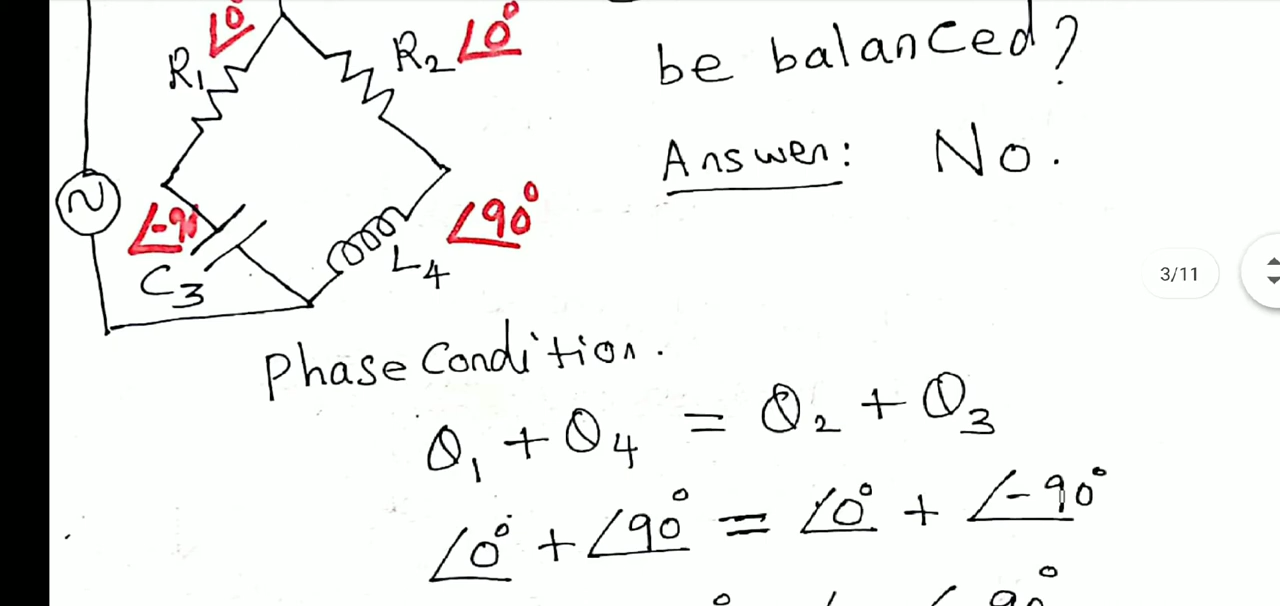 ∠0°
R₁
R₂ ∠0°
be balanced?
Answer: No.
∠-90
C₃
L₄
∠90°
3/11
Phase Condition.
θ₁ + θ₄ = θ₂ + θ₃
∠0° + ∠90° = ∠0° + ∠-90°